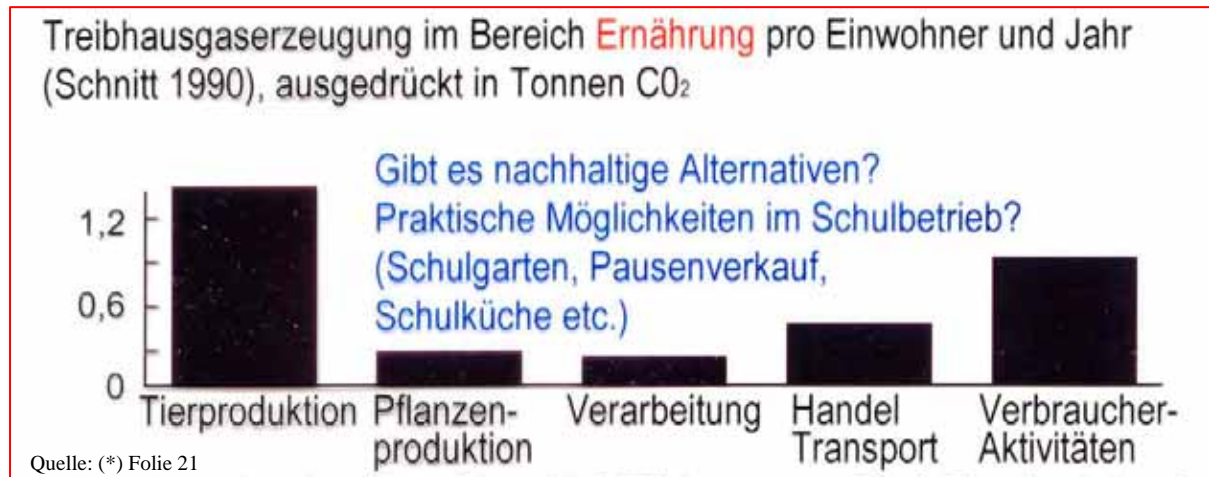 Treibhausgaserzeugung im Bereich Ernährung pro Einwohner und Jahr
(Schnitt 1990), ausgedrückt in Tonnen C0₂
Gibt es nachhaltige Alternativen?
Praktische Möglichkeiten im Schulbetrieb?
(Schulgarten, Pausenverkauf,
Schulküche etc.)
1,2
0,6
0
Tierproduktion
Pflanzen-
produktion
Verarbeitung
Handel
Transport
Verbraucher-
Aktivitäten
Quelle: (*) Folie 21